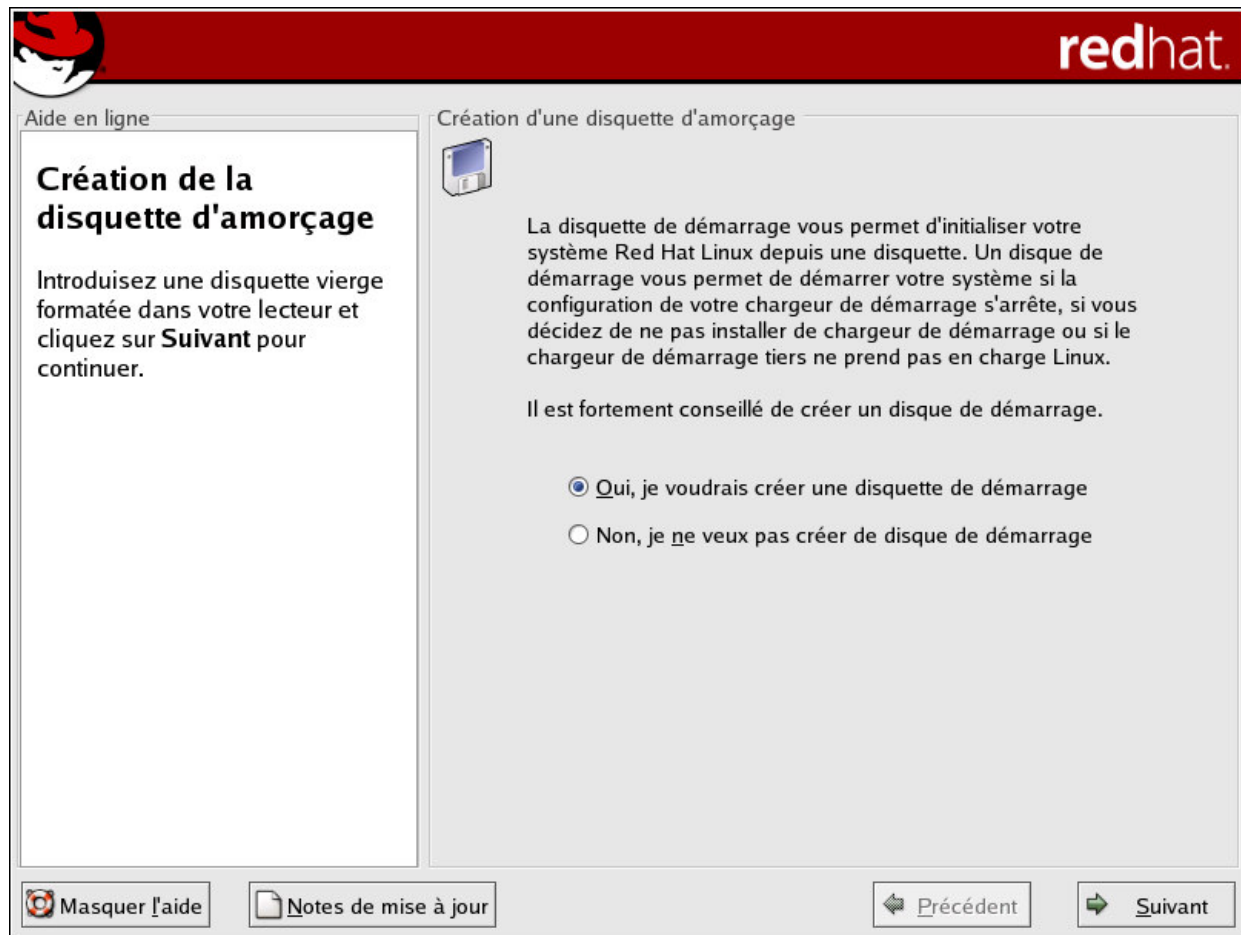 redhat.
Aide en ligne
Création de la
disquette d'amorçage
Introduisez une disquette vierge
formatée dans votre lecteur et
cliquez sur Suivant pour
continuer.
Création d'une disquette d'amorçage
La disquette de démarrage vous permet d'initialiser votre
système Red Hat Linux depuis une disquette. Un disque de
démarrage vous permet de démarrer votre système si la
configuration de votre chargeur de démarrage s'arrête, si vous
décidez de ne pas installer de chargeur de démarrage ou si le
chargeur de démarrage tiers ne prend pas en charge Linux.
Il est fortement conseillé de créer un disque de démarrage.
Oui, je voudrais créer une disquette de démarrage
Non, je ne veux pas créer de disque de démarrage
Masquer l'aide
Notes de mise à jour
Précédent
Suivant